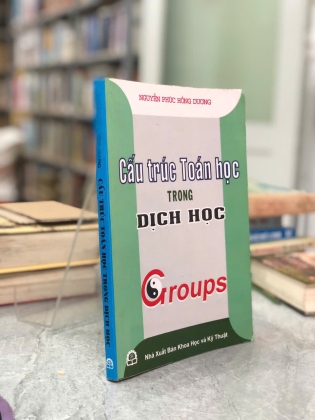 NGUYỄN PHÚC HỒNG DƯƠNG
Cấu trúc Toán học
TRONG
DỊCH HỌC
Groups
Nhà Xuất Bản Khoa Học và Kỹ Thuật
CẤU TRÚC TOÁN HỌC TRONG DỊCH HỌC